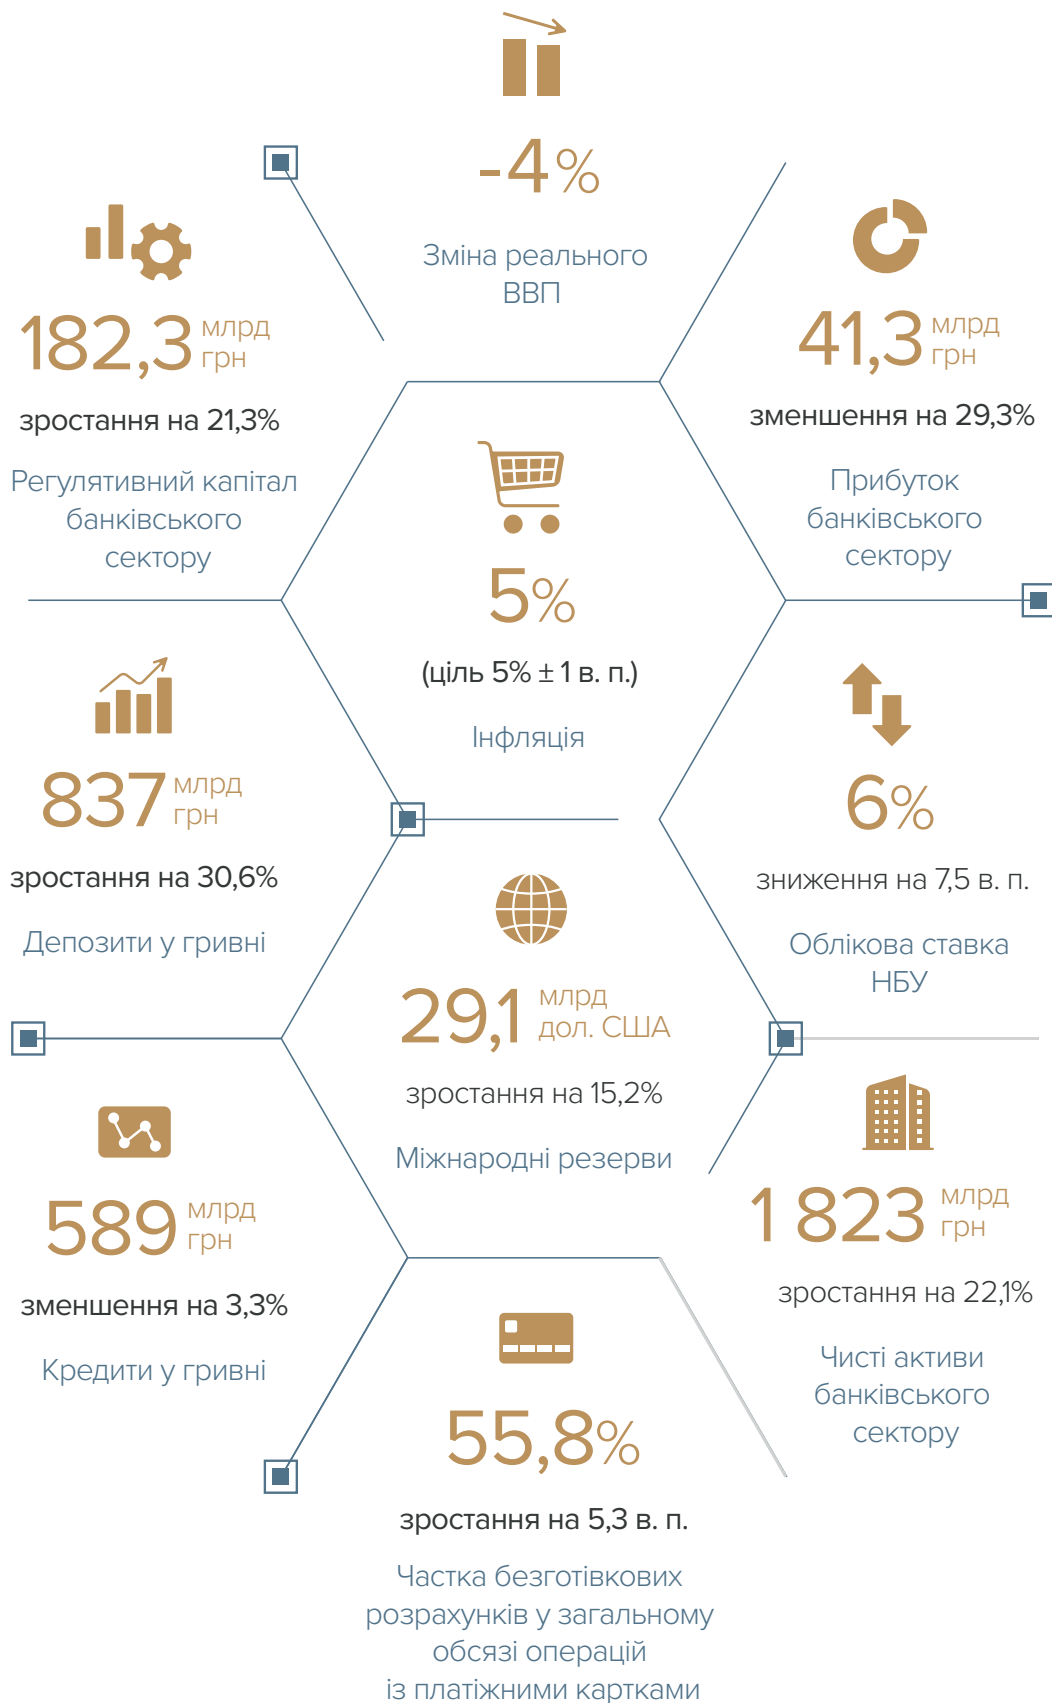 -4%
Зміна реального
ВВП
182,3 млрд
грн
зростання на 21,3%
Регулятивний капітал
банківського
сектору
41,3 млрд
грн
зменшення на 29,3%
Прибуток
банківського
сектору
5%
(ціль 5% ± 1 в. п.)
Інфляція
837 млрд
грн
зростання на 30,6%
Депозити у гривні
6%
зниження на 7,5 в. п.
Облікова ставка
НБУ
29,1 млрд
дол. США
зростання на 15,2%
Міжнародні резерви
589 млрд
грн
зменшення на 3,3%
Кредити у гривні
1 823 млрд
грн
зростання на 22,1%
Чисті активи
банківського
сектору
55,8%
зростання на 5,3 в. п.
Частка безготівкових
розрахунків у загальному
обсязі операцій
із платіжними картками